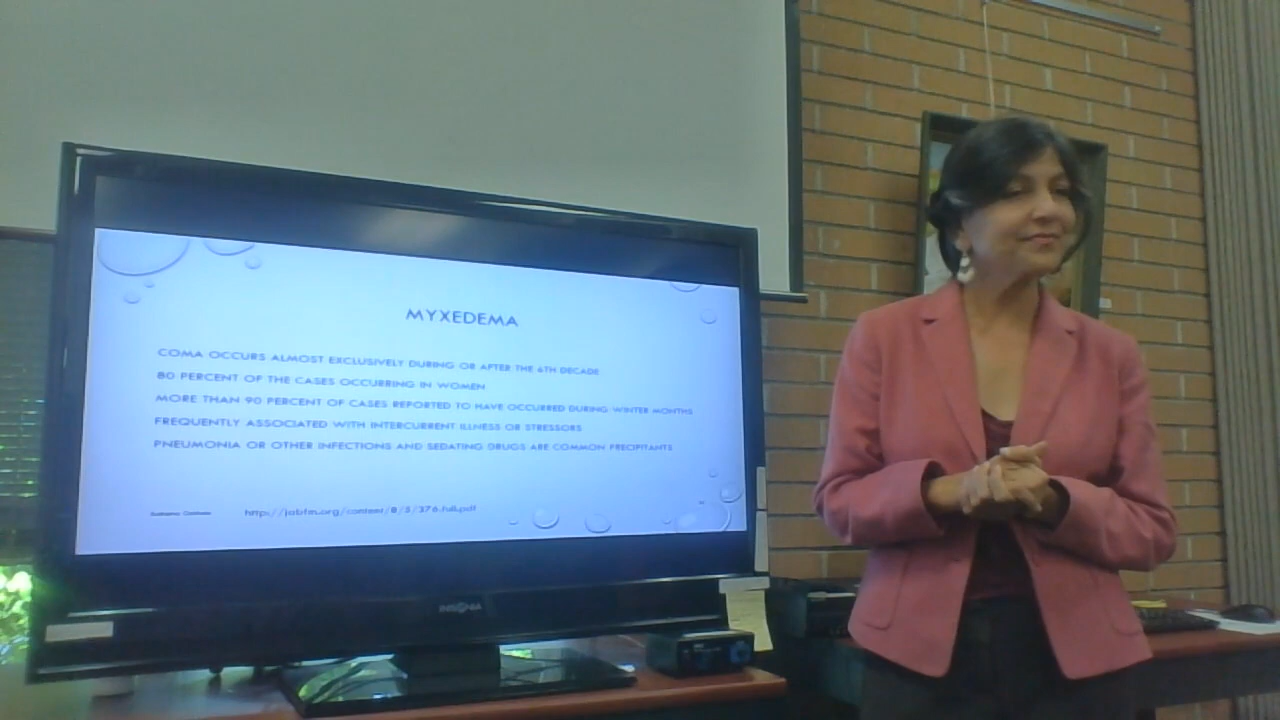 MYXEDEMA
COMA OCCURS ALMOST EXCLUSIVELY DURING OR AFTER THE 6TH DECADE
80 PERCENT OF THE CASES OCCURRING IN WOMEN
MORE THAN 90 PERCENT OF CASES REPORTED TO HAVE OCCURRED DURING WINTER MONTHS
FREQUENTLY ASSOCIATED WITH INTERCURRENT ILLNESS OR STRESSORS
PNEUMONIA OR OTHER INFECTIONS AND SEDATING DRUGS ARE COMMON PRECIPITANTS
http://jabfm.org/content/8/5/376.full.pdf
INSIGNIA